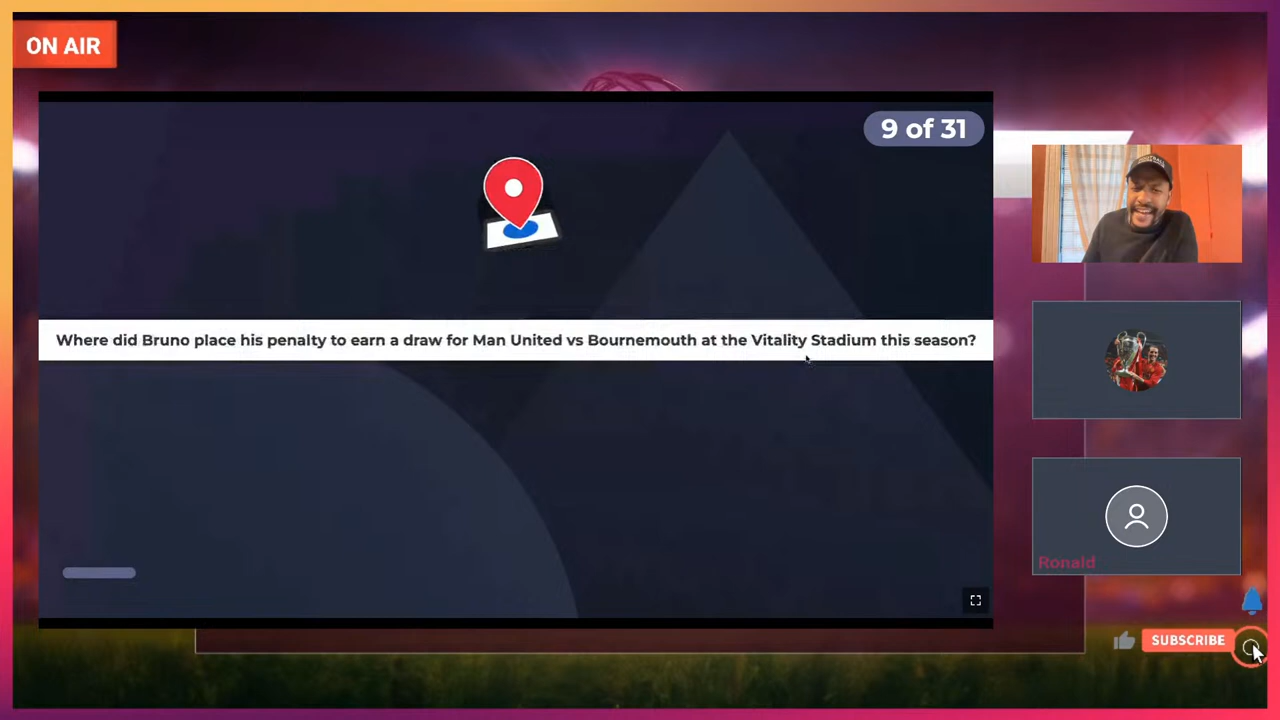 ON AIR
9 of 31
Where did Bruno place his penalty to earn a draw for Man United vs Bournemouth at the Vitality Stadium this season?
Ronald
SUBSCRIBE